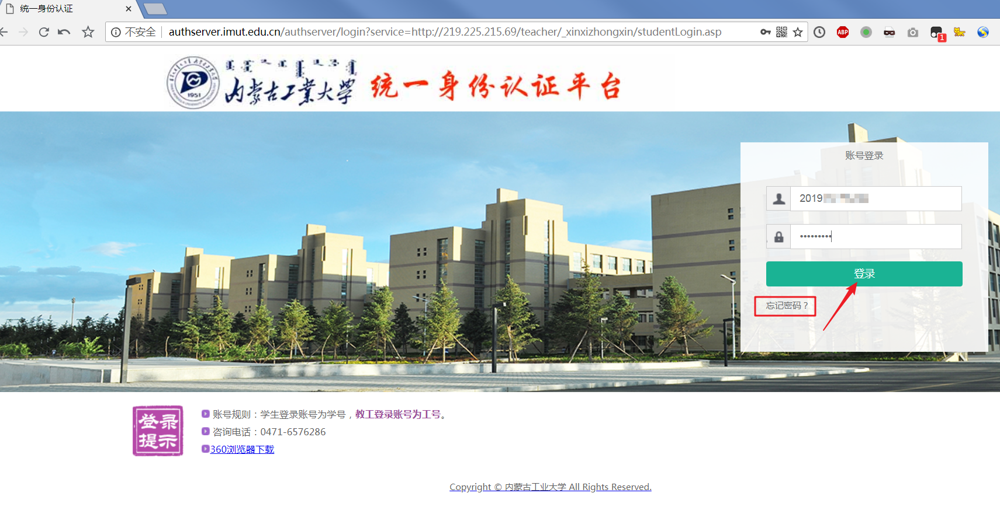 统一身份认证
不安全
authserver.imut.edu.cn/authserver/login?service=http://219.225.215.69/teacher/_xinxizhongxin/studentLogin.asp
ABP
1
内蒙古工業大学
统一身份认证平台
1951
账号登录
2019
登录
忘记密码？
登录
提示
账号规则：学生登录账号为学号，教工登录账号为工号。
咨询电话：0471-6576286
360浏览器下载
Copyright © 内蒙古工业大学 All Rights Reserved.